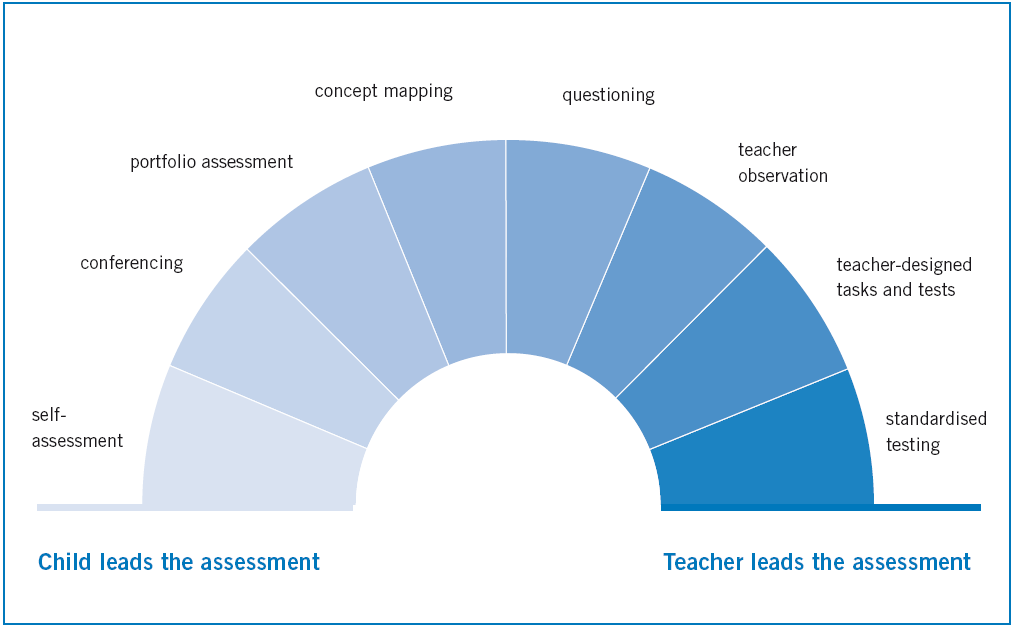 concept mapping
questioning
portfolio assessment
teacher
observation
conferencing
teacher-designed
tasks and tests
self-
assessment
standardised
testing
Child leads the assessment
Teacher leads the assessment